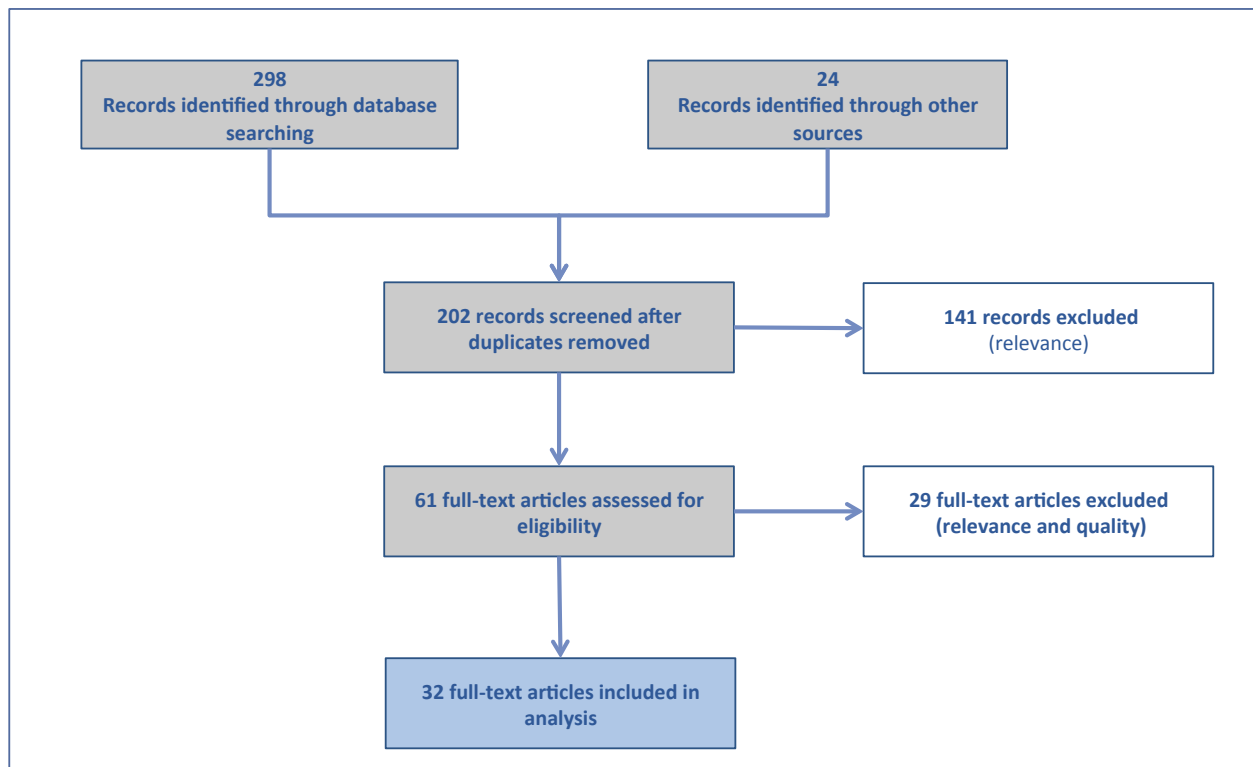 298
Records identified through database
searching
24
Records identified through other
sources
202 records screened after
duplicates removed
141 records excluded
(relevance)
61 full-text articles assessed for
eligibility
29 full-text articles excluded
(relevance and quality)
32 full-text articles included in
analysis